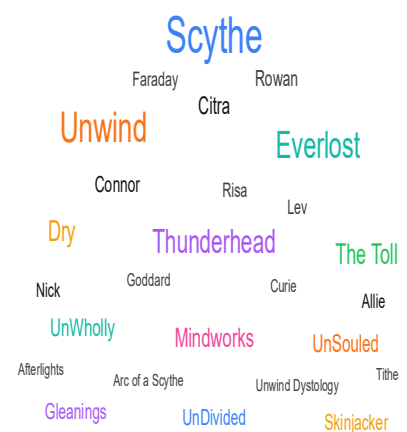 Scythe
Faraday
Rowan
Citra
Unwind
Everlost
Connor
Risa
Lev
Dry
Thunderhead
The Toll
Goddard
Curie
Nick
Allie
UnWholly
Mindworks
UnSouled
Afterlights
Arc of a Scythe
Unwind Dystology
Tithe
Gleanings
UnDivided
Skinjacker